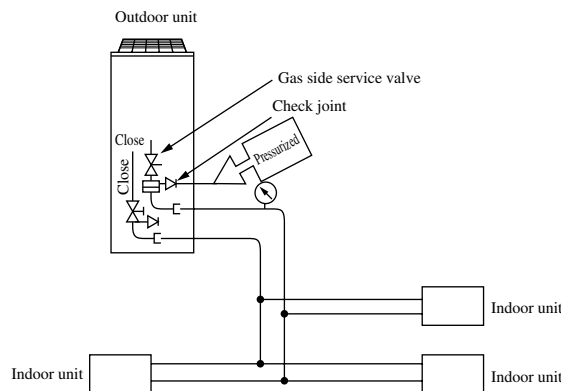 Outdoor unit
Gas side service valve
Check joint
Close
Pressurized
Close
Indoor unit
Indoor unit
Indoor unit